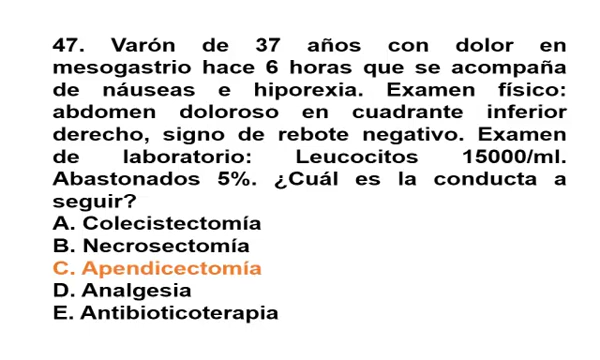 47. Varón de 37 años con dolor en
mesogastrio hace 6 horas que se acompaña
de náuseas e hiporexia. Examen físico:
abdomen doloroso en cuadrante inferior
derecho, signo de rebote negativo. Examen
de laboratorio: Leucocitos 15000/ml.
Abastonados 5%. ¿Cuál es la conducta a
seguir?
A. Colecistectomía
B. Necrosectomía
C. Apendicectomía
D. Analgesia
E. Antibioticoterapia